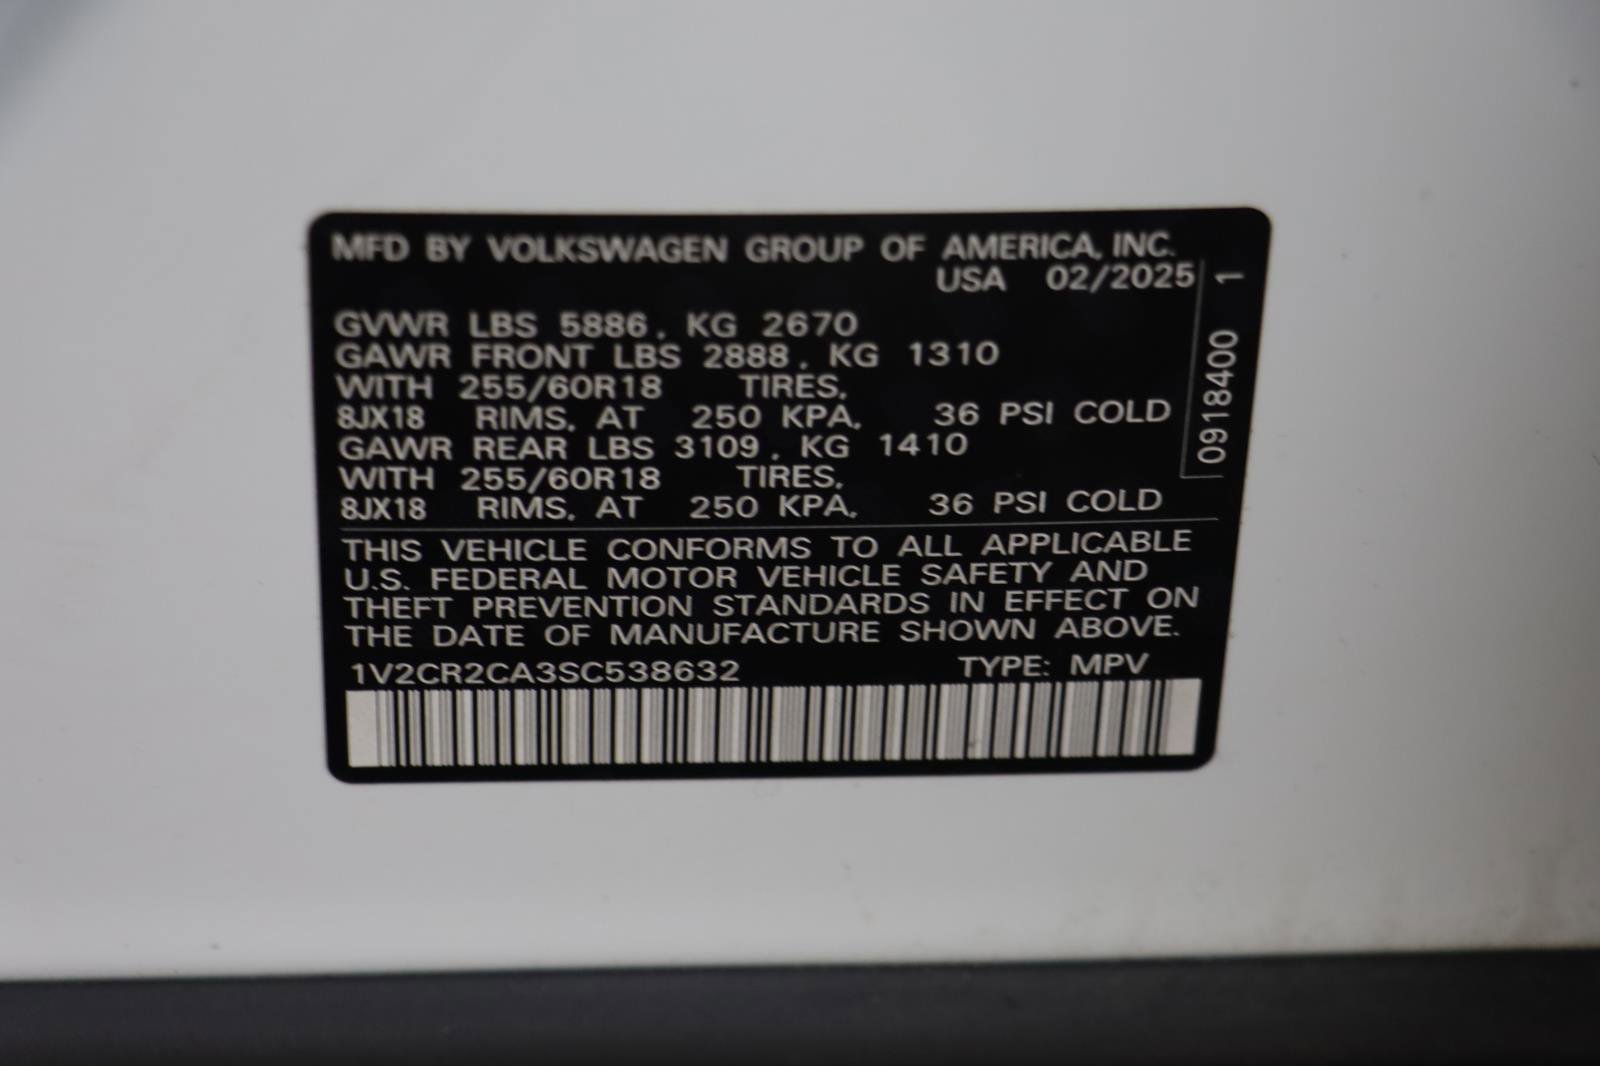 MFD BY VOLKSWAGEN GROUP OF AMERICA, INC.
USA 02/2025
GVWR LBS 5886, KG 2670
GAWR FRONT LBS 2888, KG 1310
WITH 255/60R18 TIRES,
8JX18 RIMS, AT 250 KPA, 36 PSI COLD
GAWR REAR LBS 3109, KG 1410
WITH 255/60R18 TIRES,
8JX18 RIMS, AT 250 KPA, 36 PSI COLD
0918400 1
THIS VEHICLE CONFORMS TO ALL APPLICABLE
U.S. FEDERAL MOTOR VEHICLE SAFETY AND
THEFT PREVENTION STANDARDS IN EFFECT ON
THE DATE OF MANUFACTURE SHOWN ABOVE.
1V2CR2CA3SC538632 TYPE: MPV